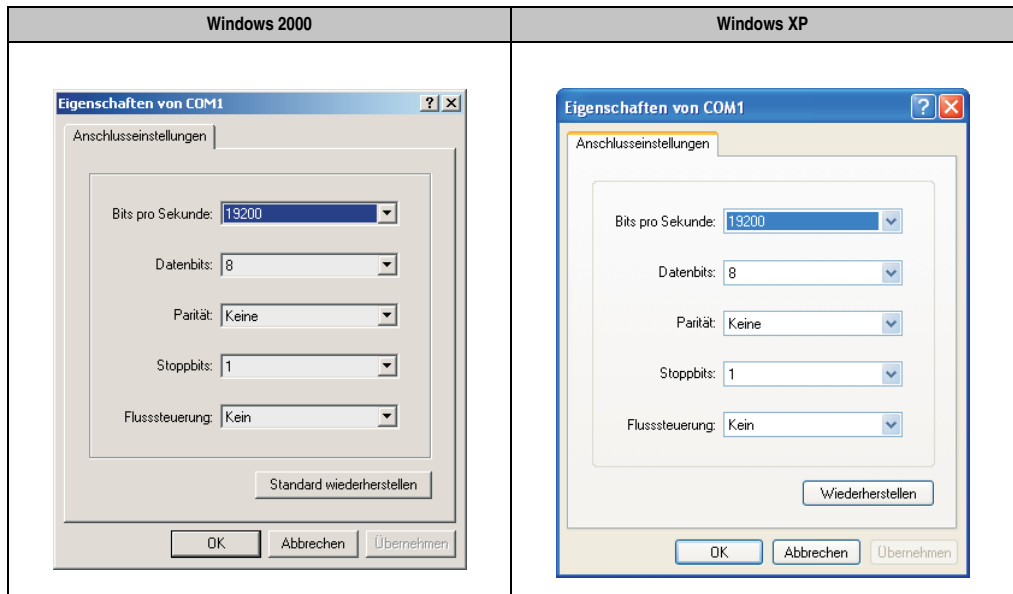 Windows 2000
Windows XP
Eigenschaften von COM1
Anschlusseinstellungen
Bits pro Sekunde: 19200
Datenbits: 8
Parität: Keine
Stoppbits: 1
Flusssteuerung: Kein
Standard wiederherstellen
OK Abbrechen Übernehmen
Eigenschaften von COM1
Anschlusseinstellungen
Bits pro Sekunde: 19200
Datenbits: 8
Parität: Keine
Stoppbits: 1
Flusssteuerung: Kein
Wiederherstellen
OK Abbrechen Übernehmen